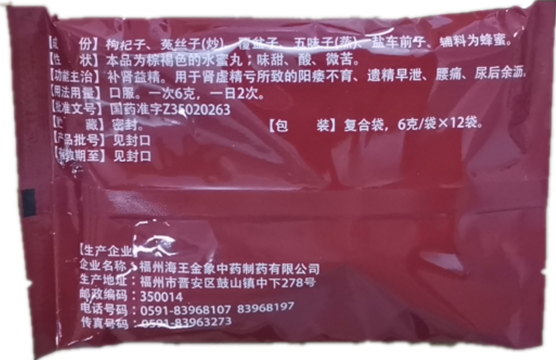 【成 份】枸杞子、菟丝子(炒)、覆盆子、五味子(蒸)、盐车前子、辅料为蜂蜜。
【性 状】本品为棕褐色的水蜜丸；味甜、酸、微苦。
【功能主治】补肾益精。用于肾虚精亏所致的阳痿不育、遗精早泄、腰痛、尿后余沥。
【用法用量】口服。一次6克，一日2次。
【批准文号】国药准字Z35020263
【贮 藏】密封。 【包 装】复合袋，6克/袋×12袋。
【产品批号】见封口
【有效期至】见封口
【生产企业】
企业名称：福州海王金象中药制药有限公司
生产地址：福州市晋安区鼓山镇中下278号
邮政编码：350014
电话号码：0591-83968107 83968197
传真号码：0591-83963273